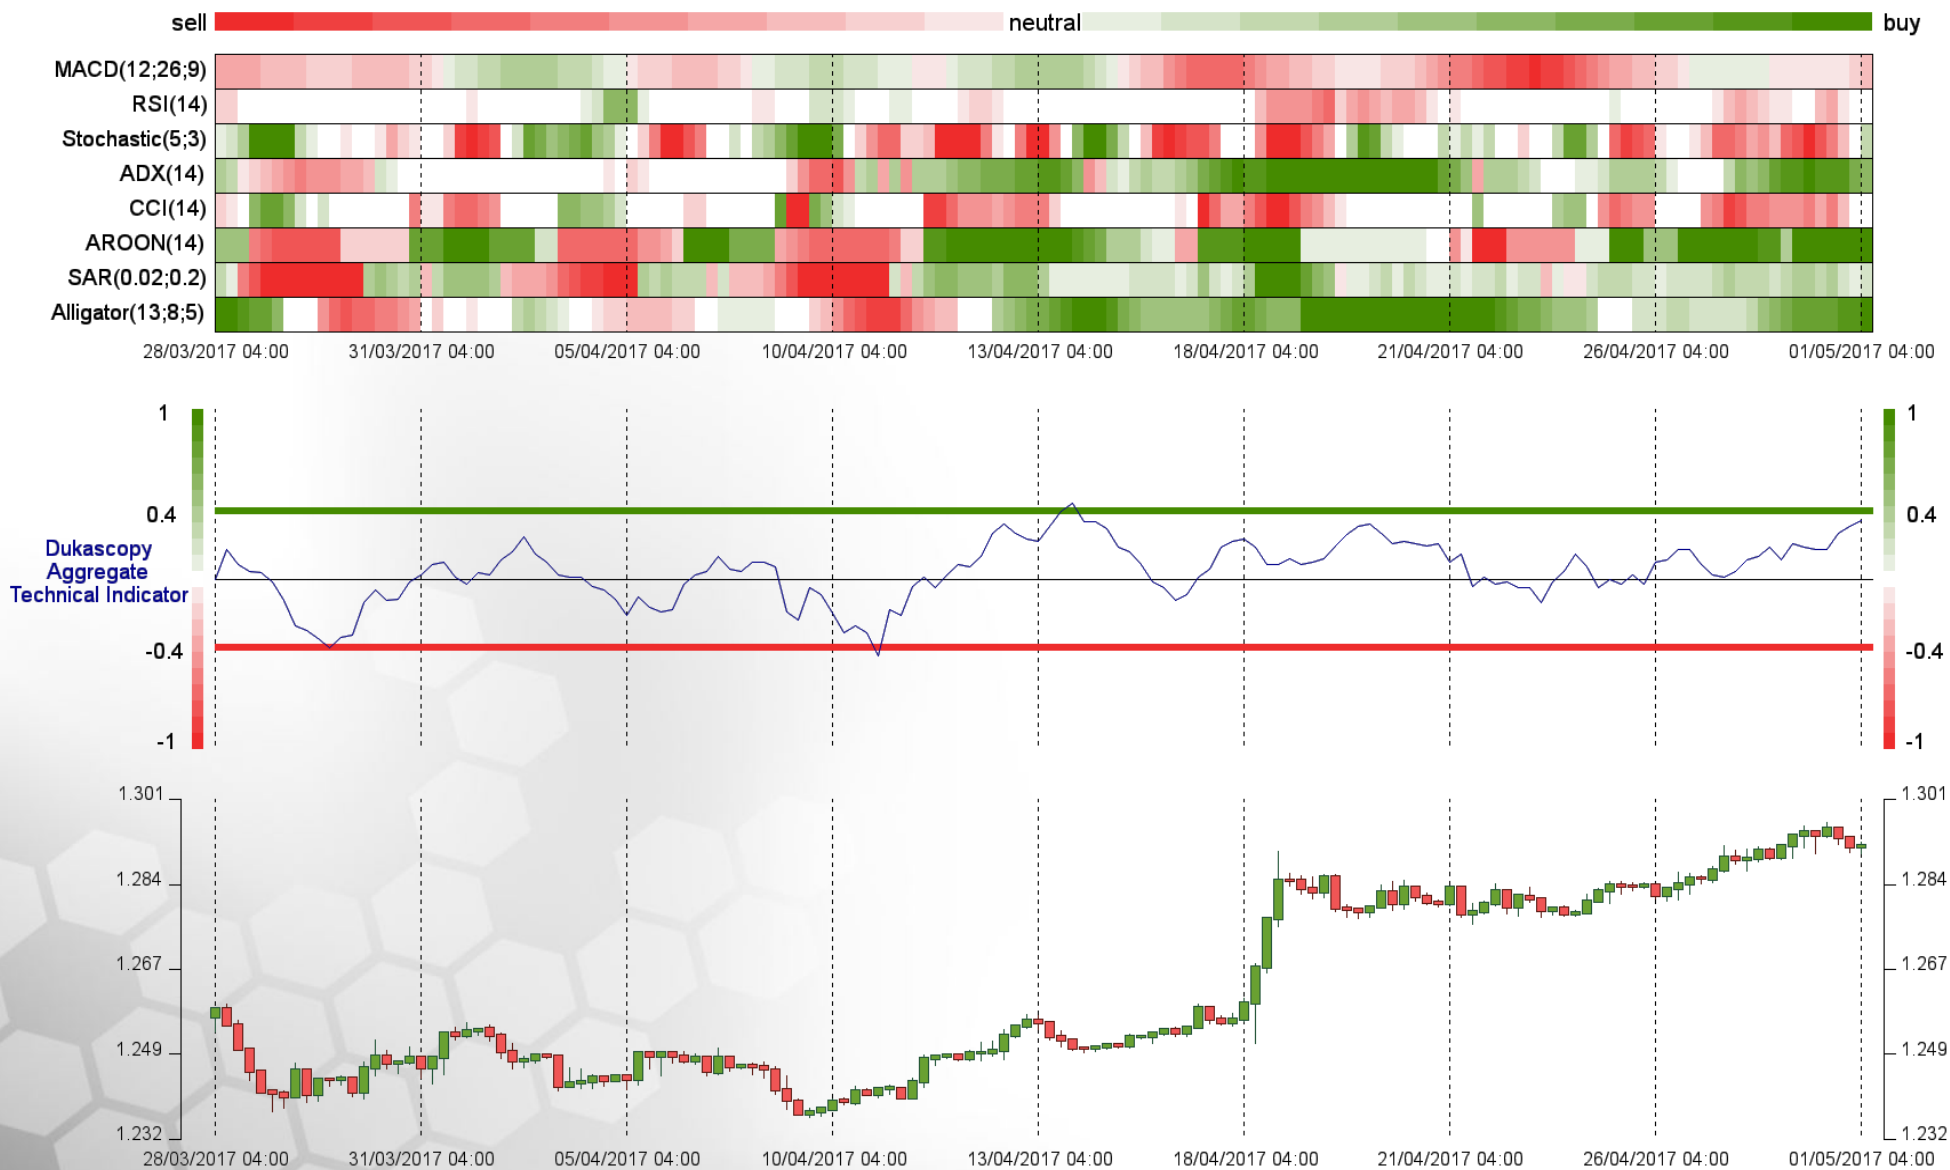 sell neutral buy
MACD(12;26;9)
RSI(14)
Stochastic(5;3)
ADX(14)
CCI(14)
AROON(14)
SAR(0.02;0.2)
Alligator(13;8;5)
28/03/2017 04:00 31/03/2017 04:00 05/04/2017 04:00 10/04/2017 04:00 13/04/2017 04:00 18/04/2017 04:00 21/04/2017 04:00 26/04/2017 04:00 01/05/2017 04:00
1 1
0.4 0.4
Dukascopy
Aggregate
Technical Indicator
-0.4 -0.4
-1 -1
1.301 1.301
1.284 1.284
1.267 1.267
1.249 1.249
1.232 1.232
28/03/2017 04:00 31/03/2017 04:00 05/04/2017 04:00 10/04/2017 04:00 13/04/2017 04:00 18/04/2017 04:00 21/04/2017 04:00 26/04/2017 04:00 01/05/2017 04:00